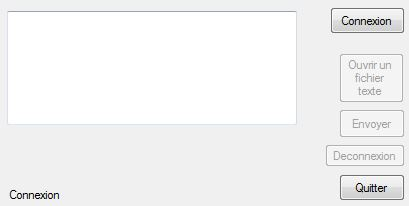 Connexion
Ouvrir un
fichier
texte
Envoyer
Deconnexion
Quitter
Connexion